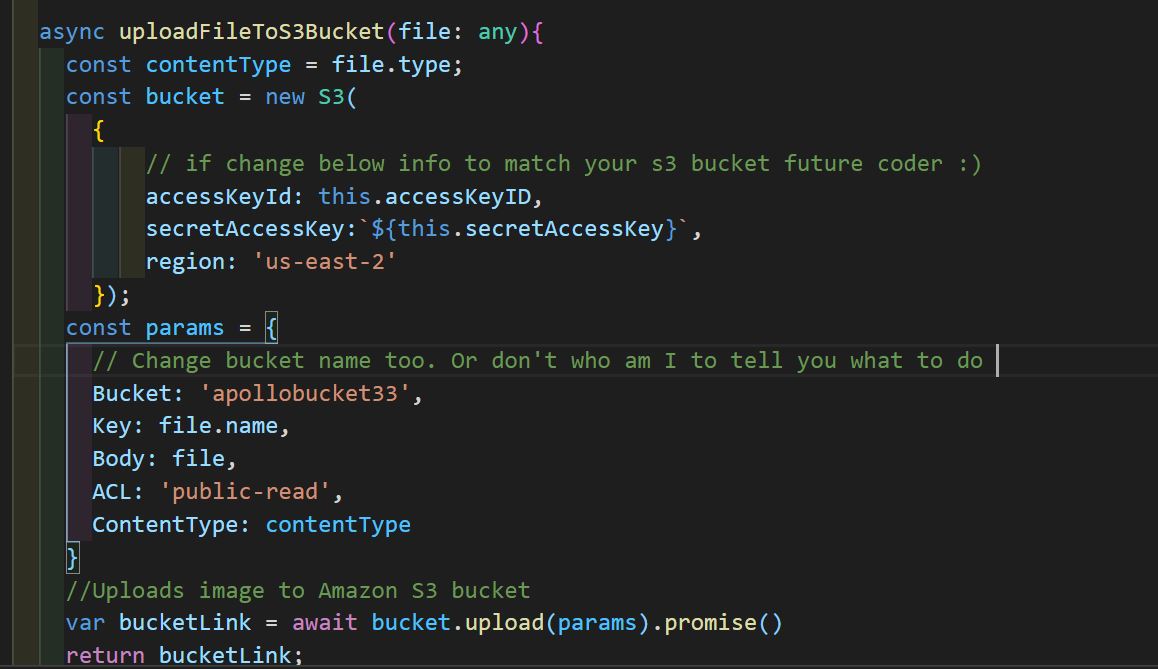 async uploadFileToS3Bucket(file: any){
const contentType = file.type;
const bucket = new S3(
{
// if change below info to match your s3 bucket future coder :)
accessKeyId: this.accessKeyID,
secretAccessKey:`${this.secretAccessKey}`,
region: 'us-east-2'
});
const params = {
// Change bucket name too. Or don't who am I to tell you what to do
Bucket: 'apollobucket33',
Key: file.name,
Body: file,
ACL: 'public-read',
ContentType: contentType
}
//Uploads image to Amazon S3 bucket
var bucketLink = await bucket.upload(params).promise()
return bucketLink;